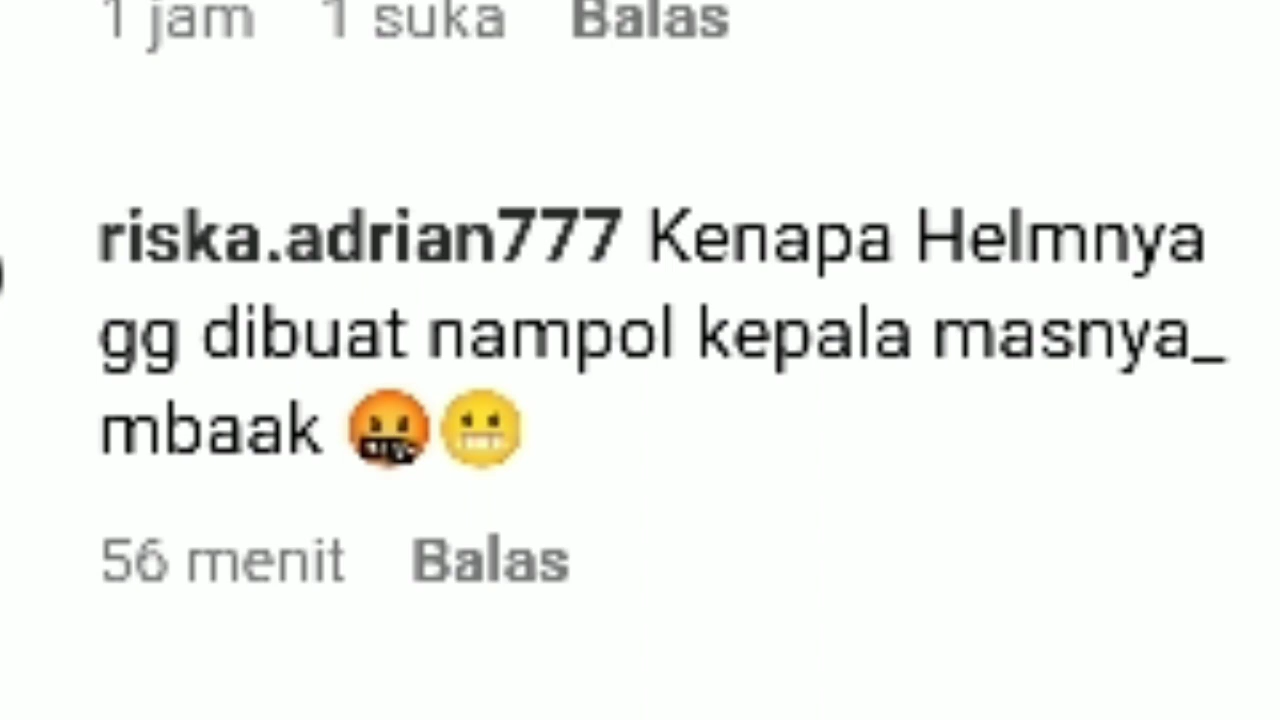 1 jam 1 suka Balas
riska.adrian777 Kenapa Helmnya
gg dibuat nampol kepala masnya_
mbaak 🤬😬
56 menit Balas